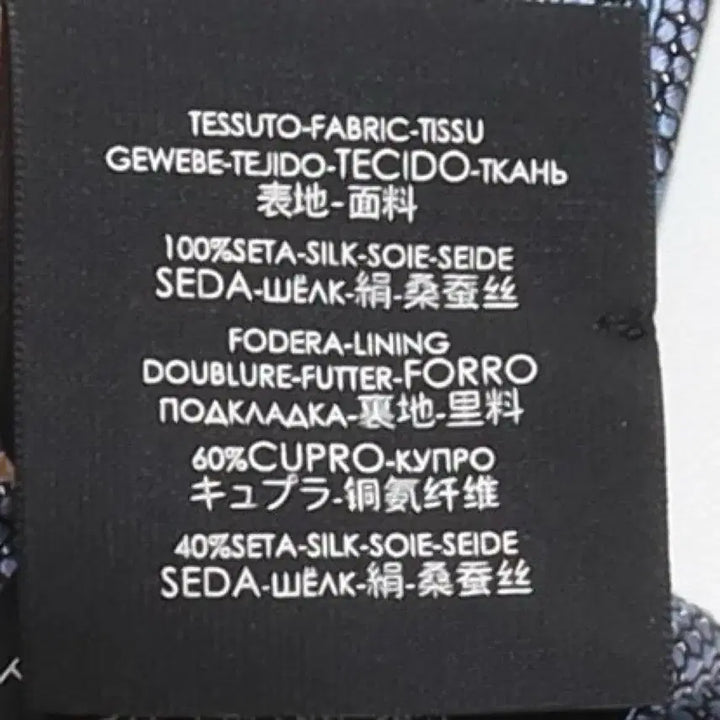 TESSUTO-FABRIC-TISSU
GEWEBE-TEJIDO-TECIDO-ТКАНЬ
表地-面料
100%SETA-SILK-SOIE-SEIDE
SEDA-ШЁЛК-絹-桑蚕丝
FODERA-LINING
DOUBLURE-FUTTER-FORRO
ПОДКЛАДКА-裏地-里料
60%CUPRO-КУПРО
キュプラ-铜氨纤维
40%SETA-SILK-SOIE-SEIDE
SEDA-ШЁЛК-絹-桑蚕丝